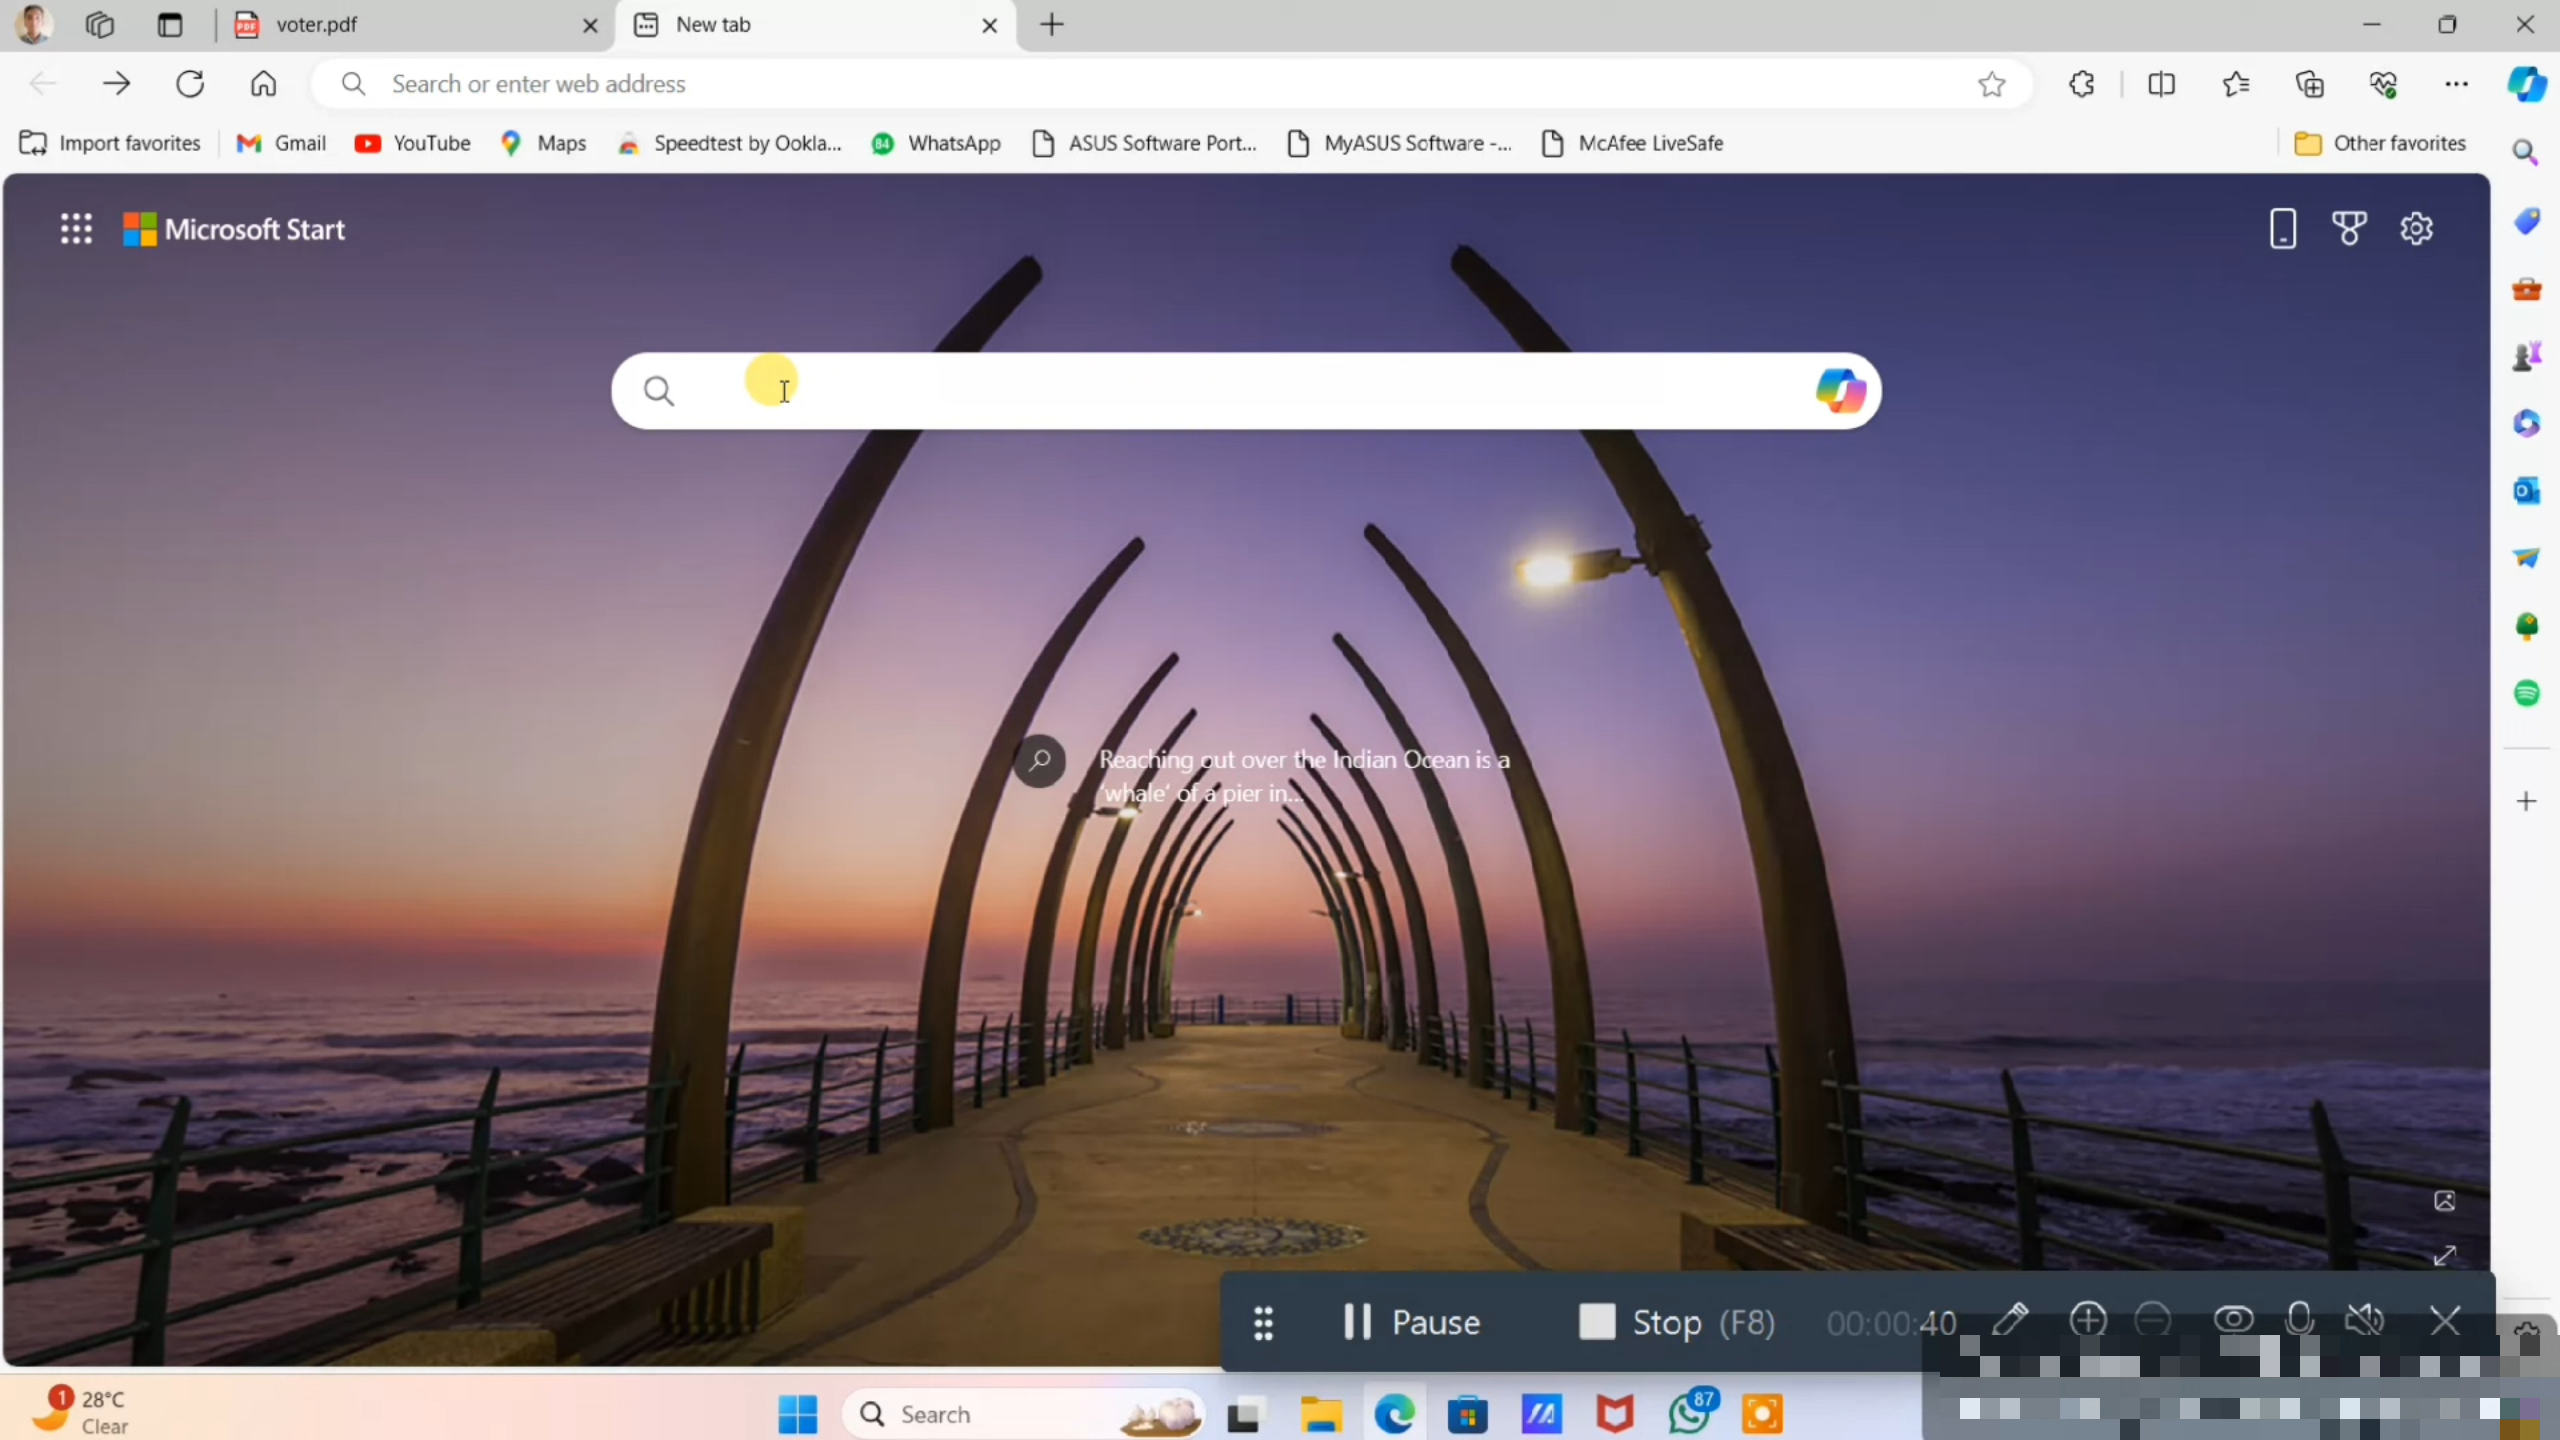 voter.pdf
New tab
Search or enter web address
Import favorites
Gmail
YouTube
Maps
Speedtest by Ookla...
84
WhatsApp
ASUS Software Port...
MyASUS Software -...
McAfee LiveSafe
Other favorites
Microsoft Start
Reaching out over the Indian Ocean is a
'whale' of a pier in...
Pause
Stop (F8)
00:00:40
1
28°C
Clear
Search
87